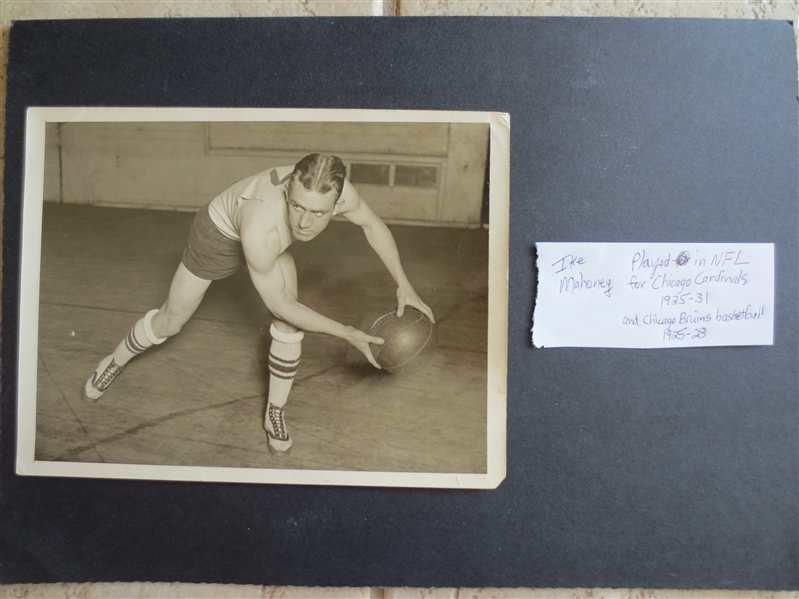 Ike Played in NFL
Mahoney for Chicago Cardinals
1925-31
and Chicago Bruins basketball
1925-28